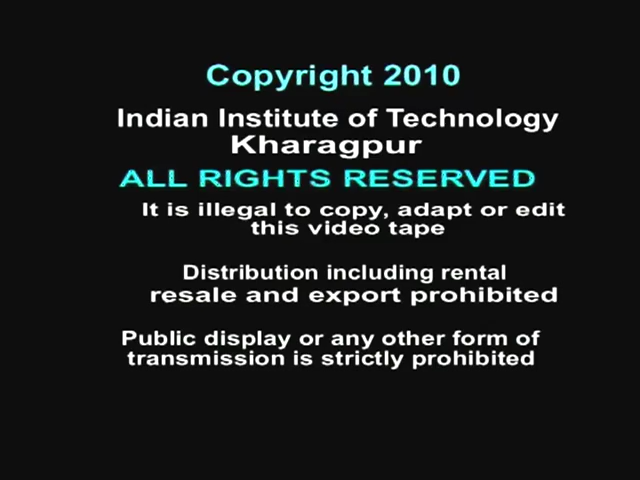 Copyright 2010
Indian Institute of Technology
Kharagpur
ALL RIGHTS RESERVED
It is illegal to copy, adapt or edit
this video tape
Distribution including rental
resale and export prohibited
Public display or any other form of
transmission is strictly prohibited